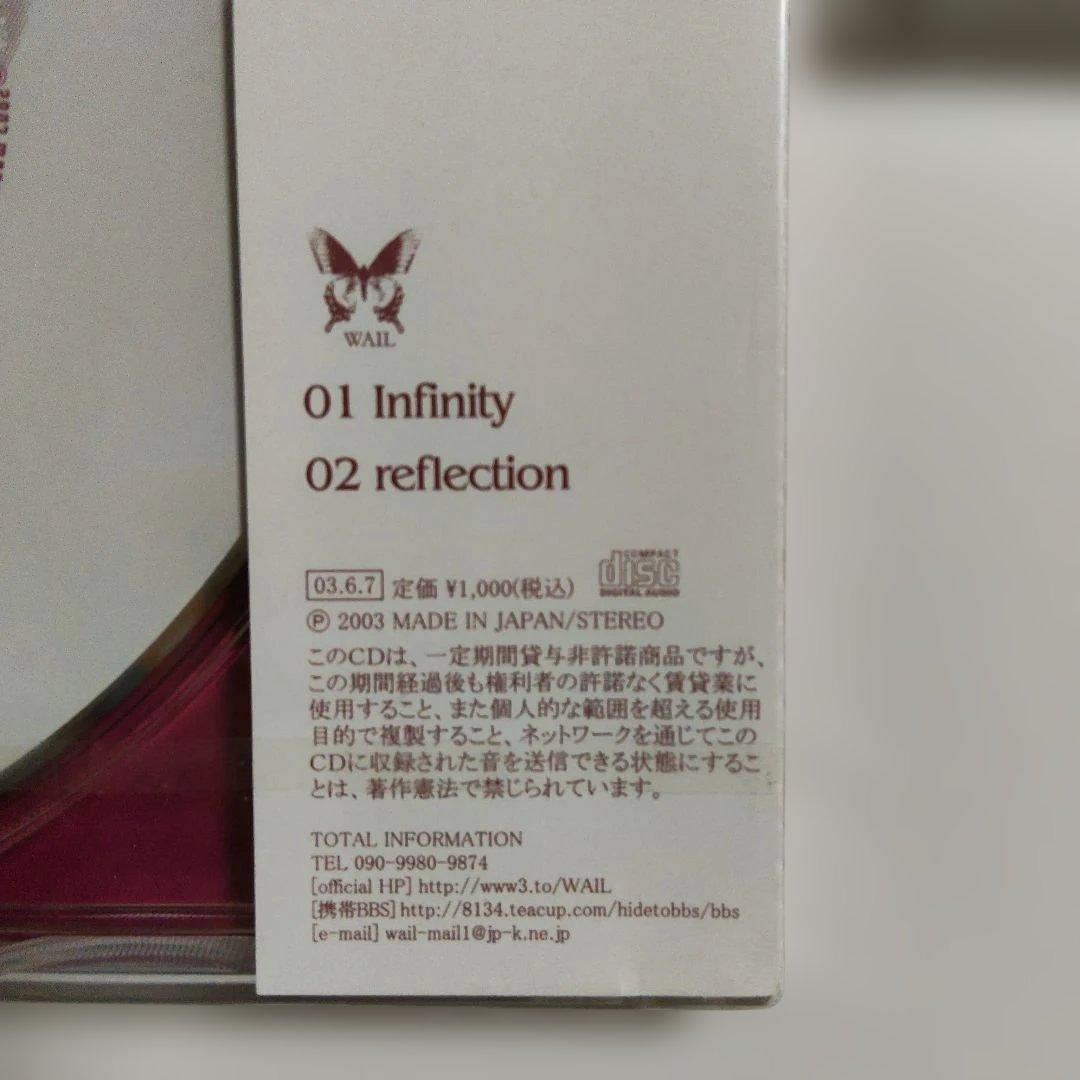 WAIL
01 Infinity
02 reflection
COMPACT
disc
DIGITAL AUDIO
03.6.7 定価 ¥1,000(税込)
Ⓟ 2003 MADE IN JAPAN/STEREO
このCDは、一定期間貸与非許諾商品ですが、
この期間経過後も権利者の許諾なく賃貸業に
使用すること、また個人的な範囲を超える使用
目的で複製すること、ネットワークを通じてこの
CDに収録された音を送信できる状態にするこ
とは、著作憲法で禁じられています。
TOTAL INFORMATION
TEL 090-9980-9874
[official HP] http://www3.to/WAIL
[携帯BBS] http://8134.teacup.com/hidetobbs/bbs
[e-mail] wail-mail1@jp-k.ne.jp